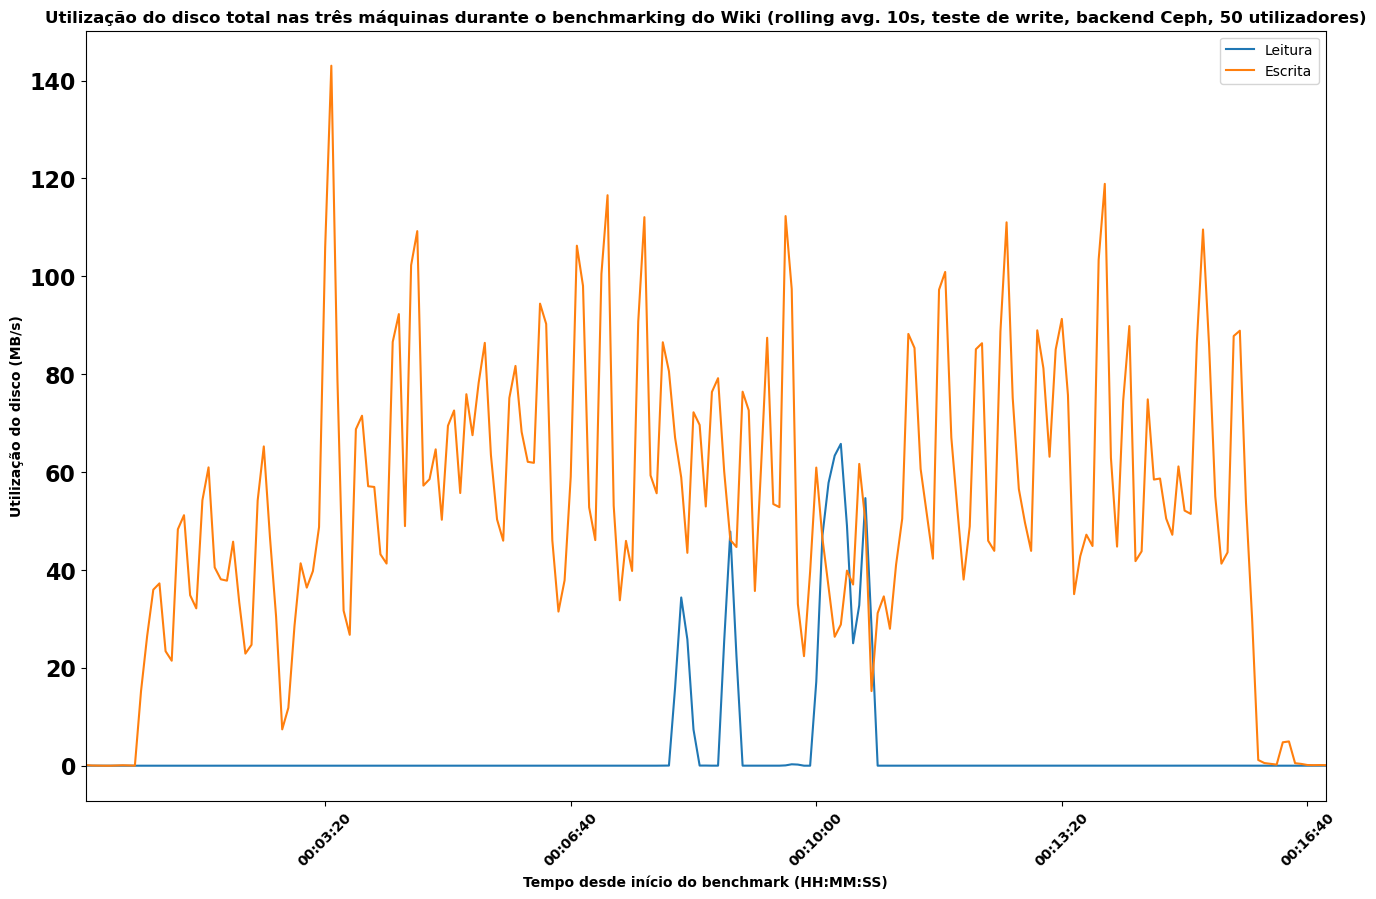 Utilização do disco total nas três máquinas durante o benchmarking do Wiki (rolling avg. 10s, teste de write, backend Ceph, 50 utilizadores)
Leitura
Escrita
140
120
100
80
60
40
20
0
Utilização do disco (MB/s)
00:03:20
00:06:40
00:10:00
00:13:20
00:16:40
Tempo desde início do benchmark (HH:MM:SS)